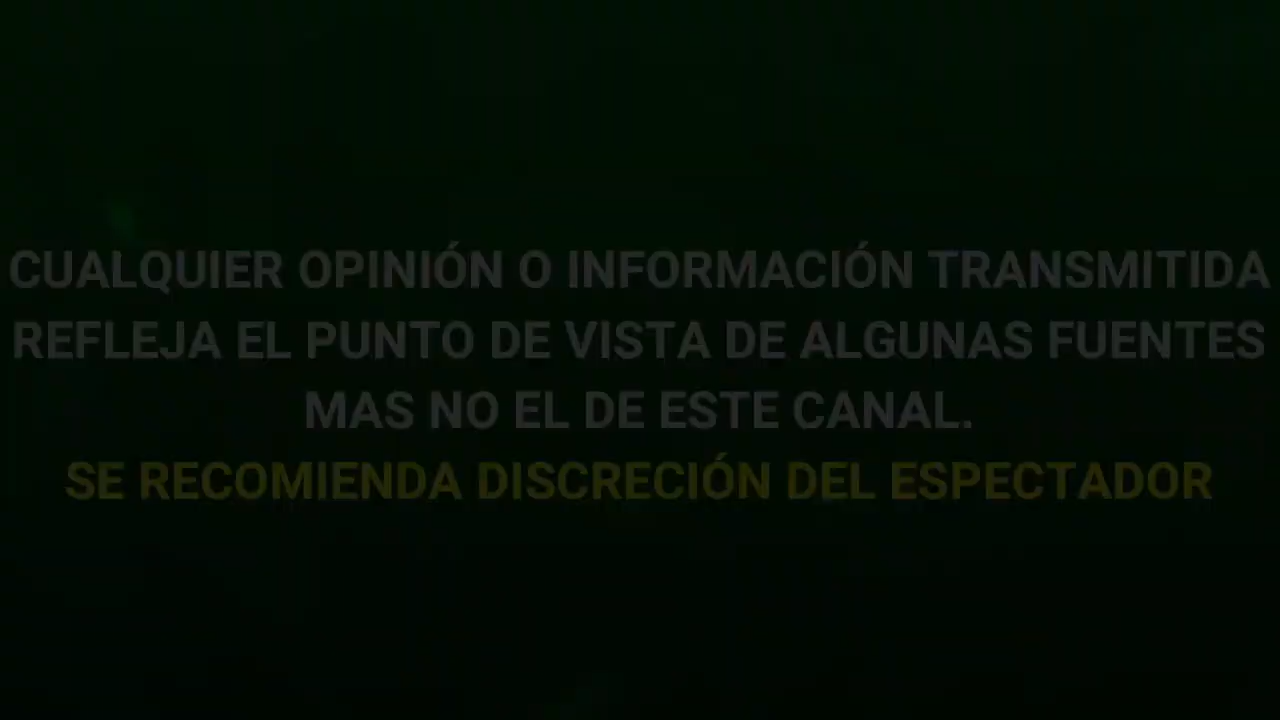 CUALQUIER OPINIÓN O INFORMACIÓN TRANSMITIDA
REFLEJA EL PUNTO DE VISTA DE ALGUNAS FUENTES
MAS NO EL DE ESTE CANAL.
SE RECOMIENDA DISCRECIÓN DEL ESPECTADOR